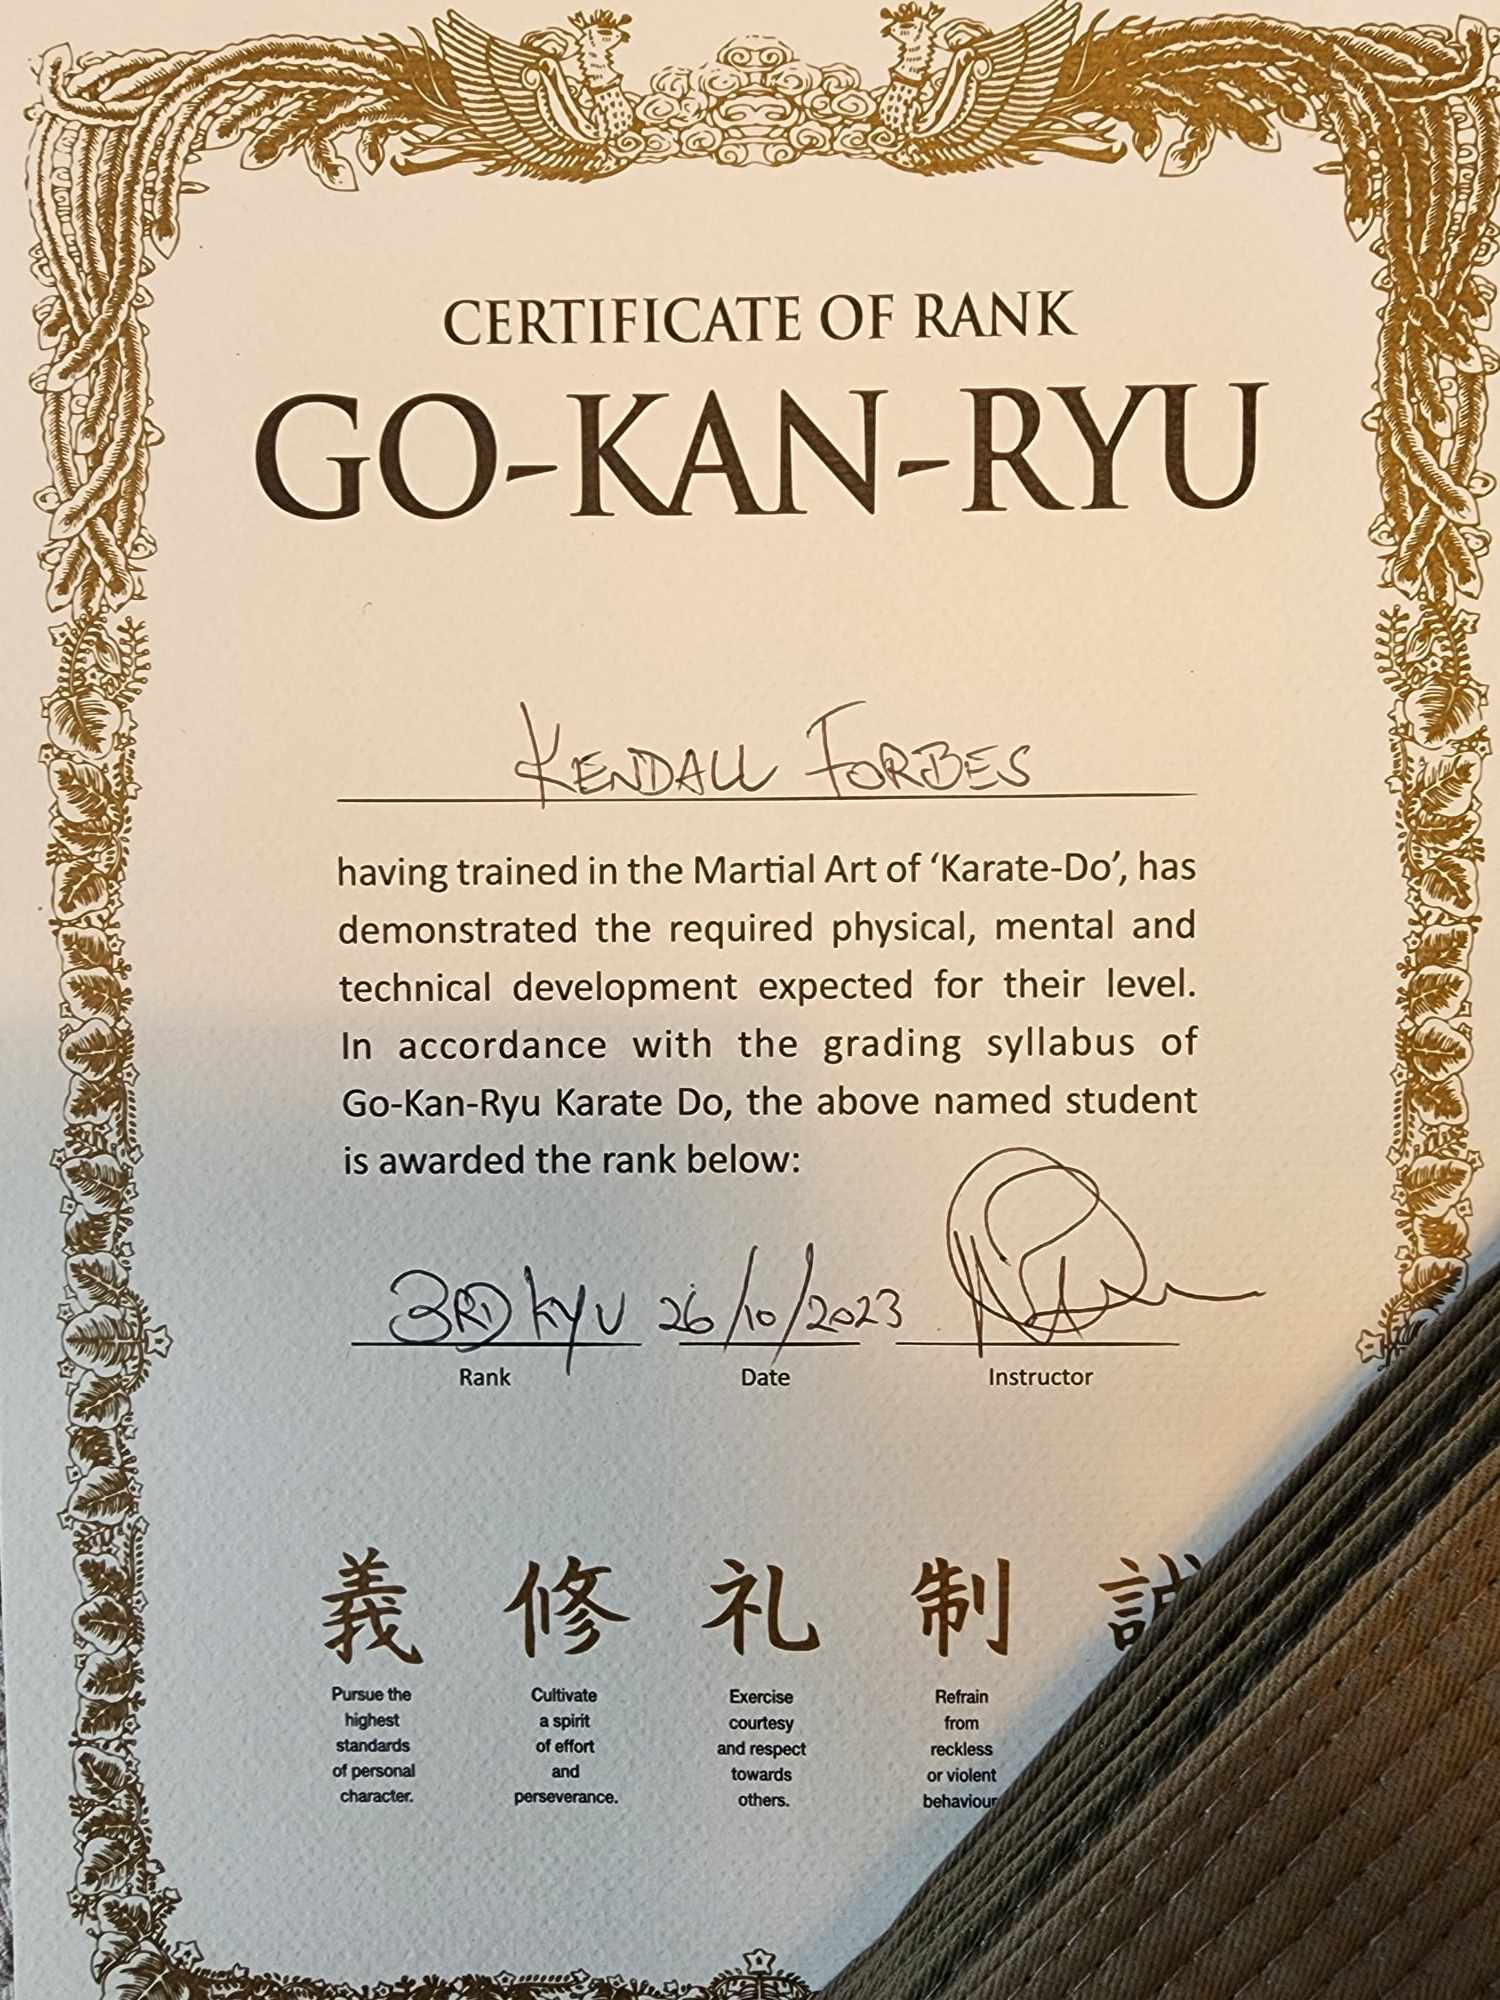 CERTIFICATE OF RANK
GO-KAN-RYU
KENDALL FORBES
having trained in the Martial Art of ‘Karate-Do’, has
demonstrated the required physical, mental and
technical development expected for their level.
In accordance with the grading syllabus of
Go-Kan-Ryu Karate Do, the above named student
is awarded the rank below:
3RD KYU 26/10/2023
Rank Date Instructor
義 修 礼 制 誠
Pursue the
highest
standards
of personal
character.
Cultivate
a spirit
of effort
and
perseverance.
Exercise
courtesy
and respect
towards
others.
Refrain
from
reckless
or violent
behaviour